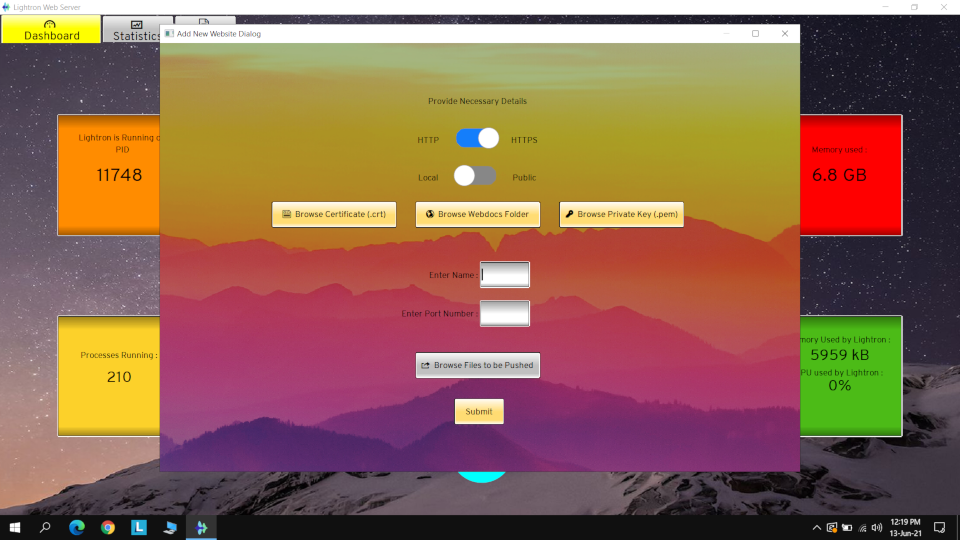 Lightron Web Server
Dashboard
Statistics
Add New Website Dialog
Provide Necessary Details
HTTP
HTTPS
Local
Public
Browse Certificate (.crt)
Browse Webdocs Folder
Browse Private Key (.pem)
Enter Name :
Enter Port Number :
Browse Files to be Pushed
Submit
Lightron is Running o
PID
11748
Memory used :
6.8 GB
Processes Running :
210
mory Used by Lightron :
5959 kB
PU used by Lightron :
0%
L
12:19 PM
13-Jun-21